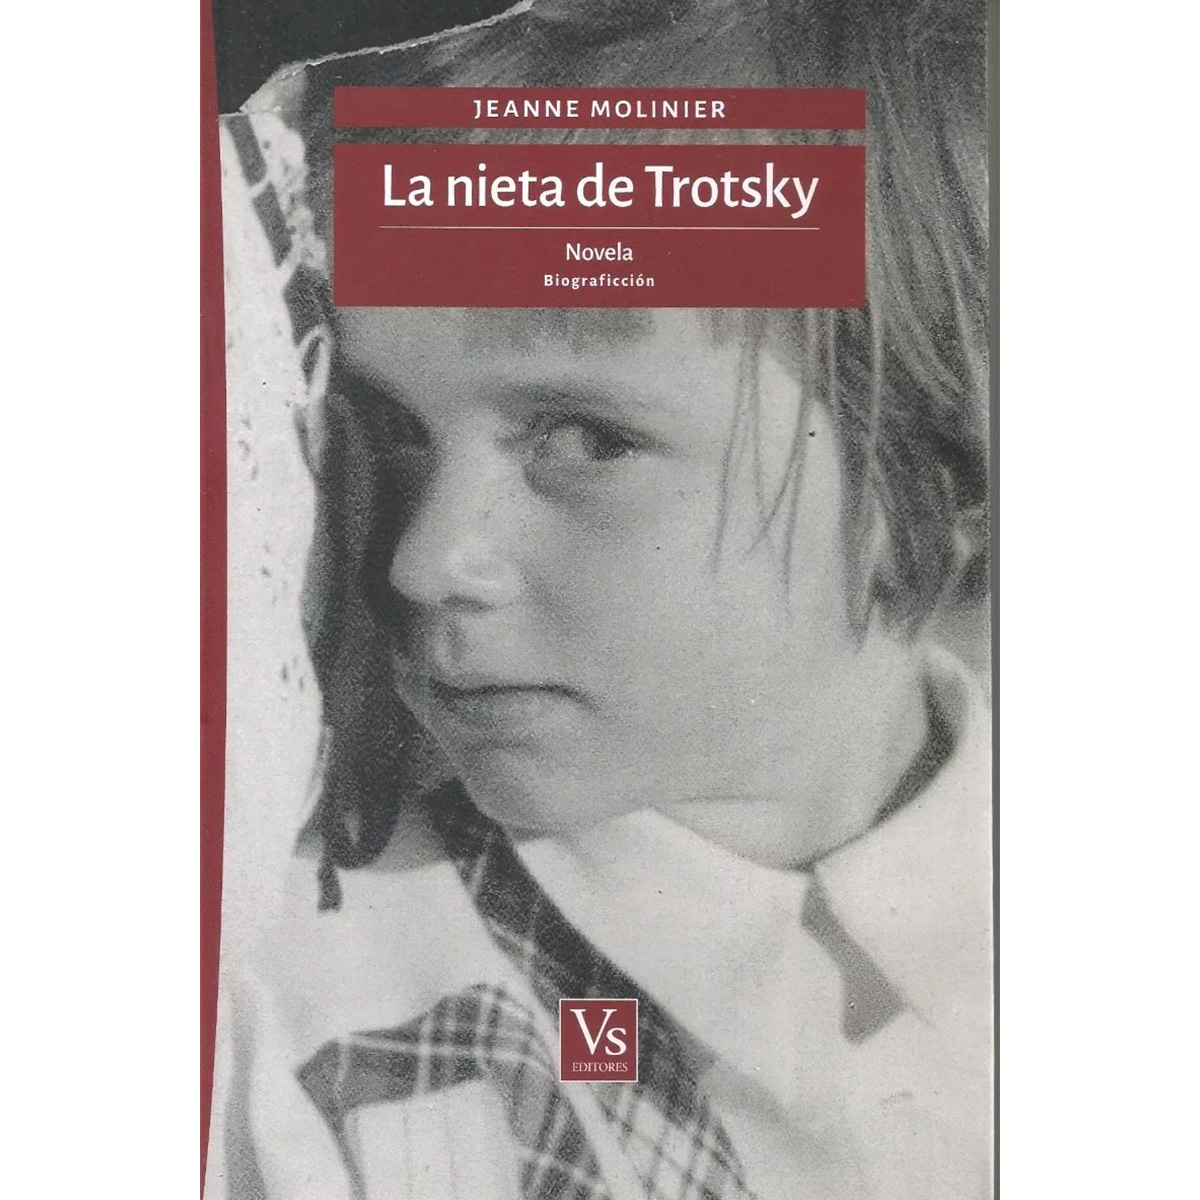 JEANNE MOLINIER
La nieta de Trotsky
Novela
Biograficción
Vs
EDITORES